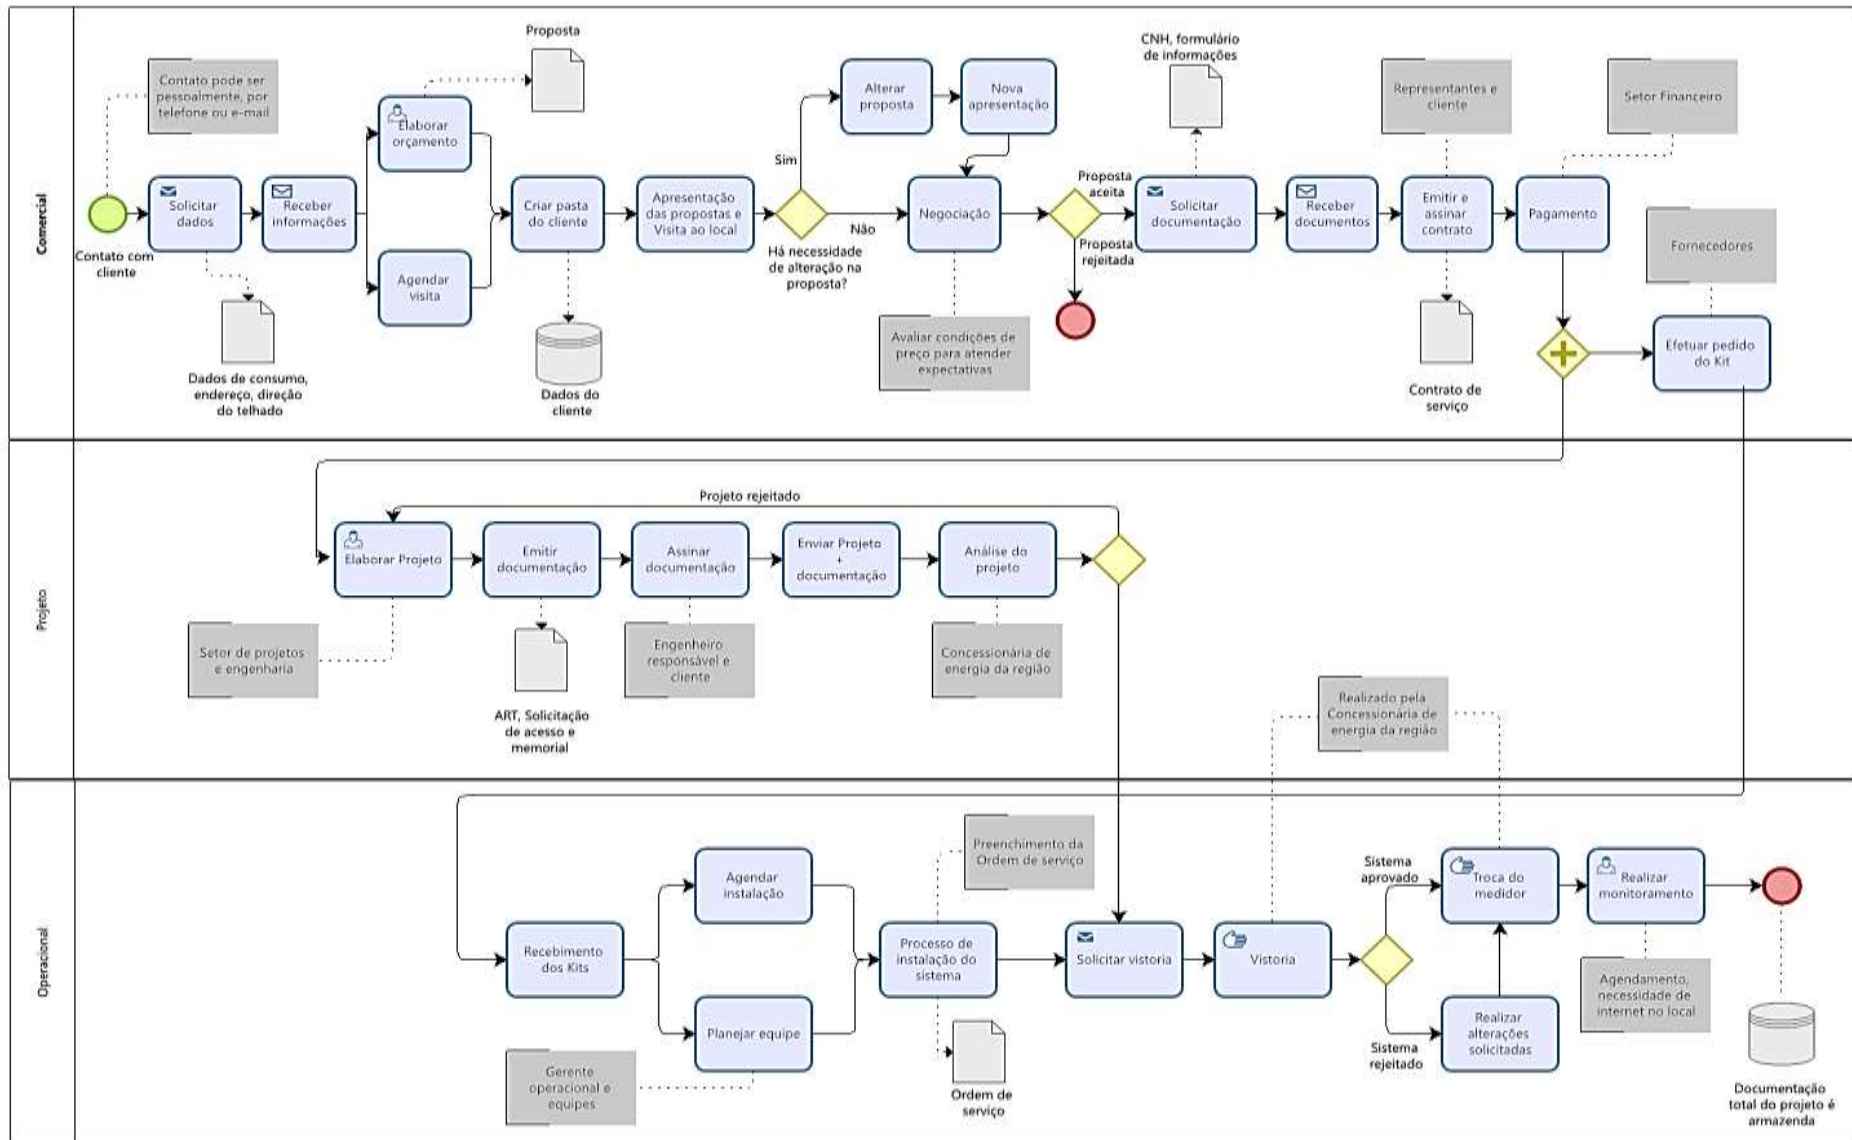 Comercial
Contato pode ser
pessoalmente, por
telefone ou e-mail
Contato com
cliente
Solicitar
dados
Dados de consumo,
endereço, direção
do telhado
Receber
informações
Elaborar
orçamento
Proposta
Agendar
visita
Criar pasta
do cliente
Dados do
cliente
Apresentação
das propostas e
Visita ao local
Há necessidade
de alteração na
proposta?
Sim
Não
Alterar
proposta
Nova
apresentação
Negociação
Avaliar condições de
preço para atender
expectativas
Proposta
aceita
Proposta
rejeitada
CNH, formulário
de informações
Solicitar
documentação
Receber
documentos
Representantes e
cliente
Emitir e
assinar
contrato
Contrato de
serviço
Setor Financeiro
Pagamento
Fornecedores
Efetuar pedido
do Kit
Projeto
Projeto rejeitado
Elaborar Projeto
Setor de projetos
e engenharia
Emitir
documentação
ART, Solicitação
de acesso e
memorial
Assinar
documentação
Engenheiro
responsável e
cliente
Enviar Projeto
+
documentação
Análise do
projeto
Concessionária de
energia da região
Realizado pela
Concessionária de
energia da região
Operacional
Recebimento
dos Kits
Agendar
instalação
Planejar equipe
Gerente
operacional e
equipes
Preenchimento da
Ordem de serviço
Processo de
instalação do
sistema
Ordem de
serviço
Solicitar vistoria
Vistoria
Sistema
aprovado
Sistema
rejeitado
Troca do
medidor
Realizar
alterações
solicitadas
Realizar
monitoramento
Agendamento,
necessidade de
internet no local
Documentação
total do projeto é
armazenda